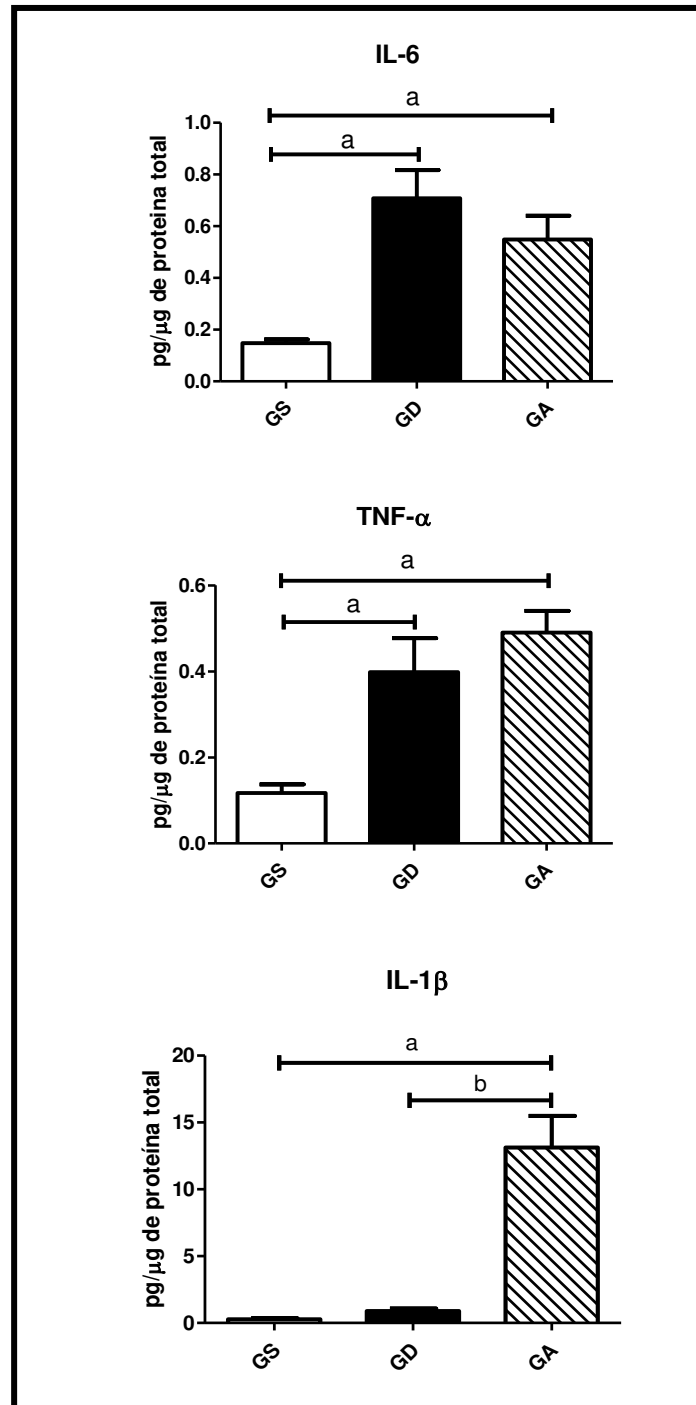 IL-6
a
a
pg/μg de proteína total
1.0
0.8
0.6
0.4
0.2
0.0
GS
GD
GA
TNF-α
a
a
pg/μg de proteína total
0.6
0.4
0.2
0.0
GS
GD
GA
IL-1β
a
b
pg/μg de proteína total
20
15
10
5
0
GS
GD
GA